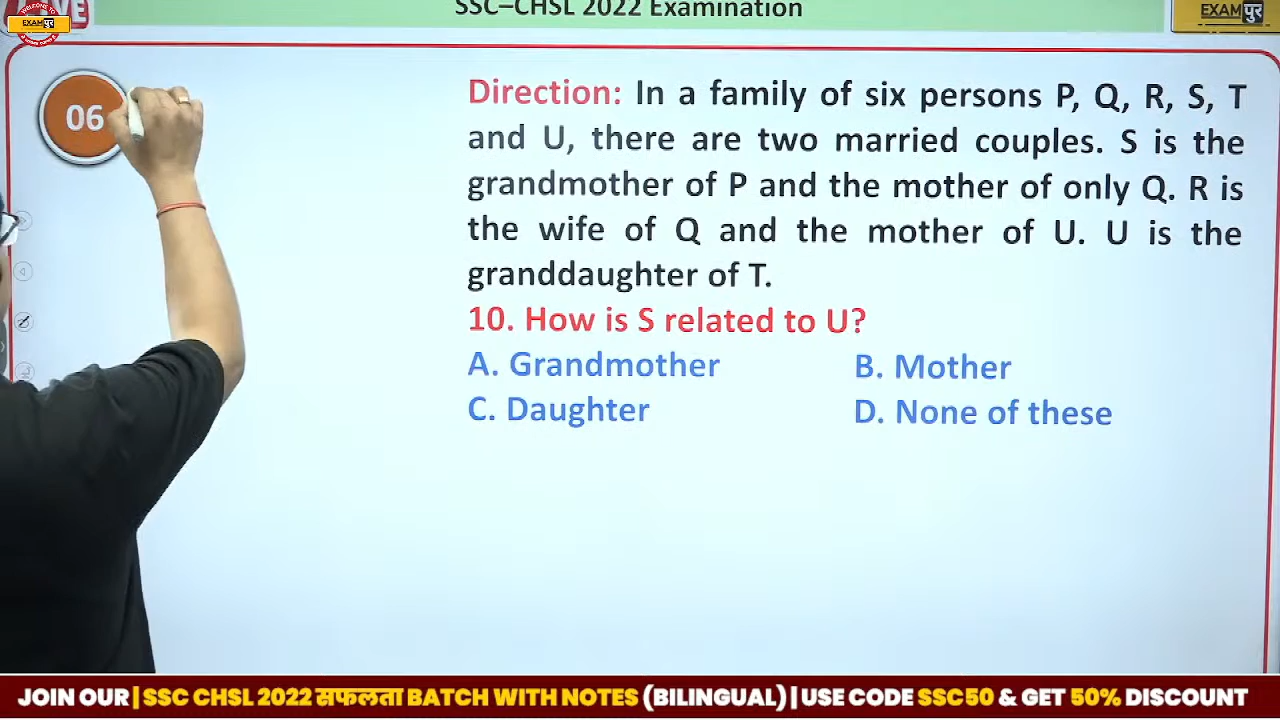 SSC–CHSL 2022 Examination
EXAMपुर
WELCOME TO
EXAMपुर
06
Direction: In a family of six persons P, Q, R, S, T
and U, there are two married couples. S is the
grandmother of P and the mother of only Q. R is
the wife of Q and the mother of U. U is the
granddaughter of T.
10. How is S related to U?
A. Grandmother B. Mother
C. Daughter D. None of these
JOIN OUR | SSC CHSL 2022 सफलता BATCH WITH NOTES (BILINGUAL) | USE CODE SSC50 & GET 50% DISCOUNT